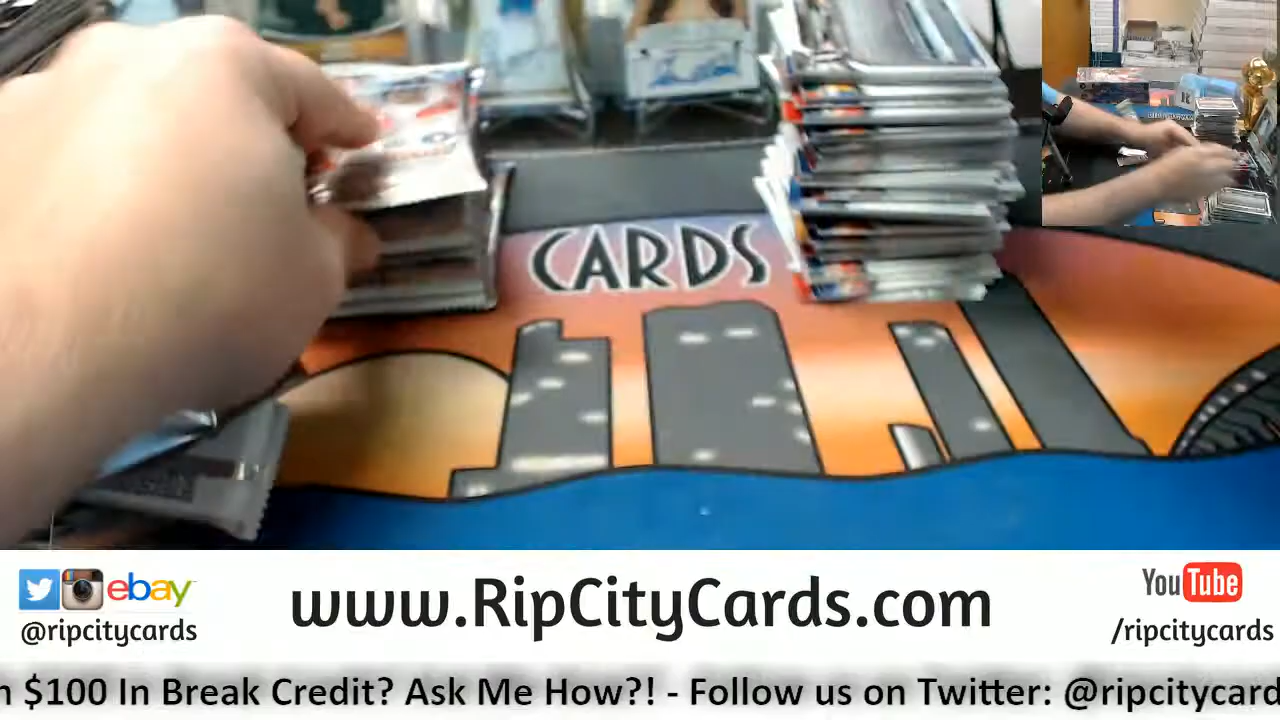 CARDS
ebay
@ripcitycards
www.RipCityCards.com
YouTube
/ripcitycards
n $100 In Break Credit? Ask Me How?! - Follow us on Twitter: @ripcitycard